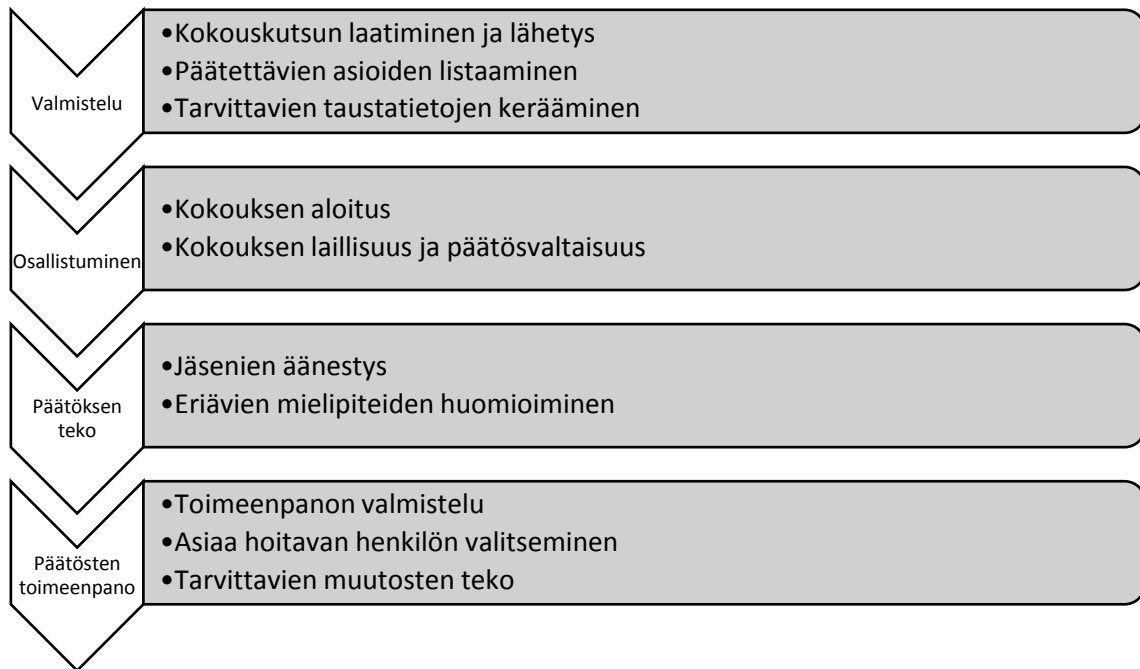 Valmistelu
•Kokouskutsun laatiminen ja lähetys
•Päätettävien asioiden listaaminen
•Tarvittavien taustatietojen kerääminen
Osallistuminen
•Kokouksen aloitus
•Kokouksen laillisuus ja päätösvaltaisuus
Päätöksen
teko
•Jäsenien äänestys
•Eriävien mielipiteiden huomioiminen
Päätösten
toimeenpano
•Toimeenpanon valmistelu
•Asiaa hoitavan henkilön valitseminen
•Tarvittavien muutosten teko